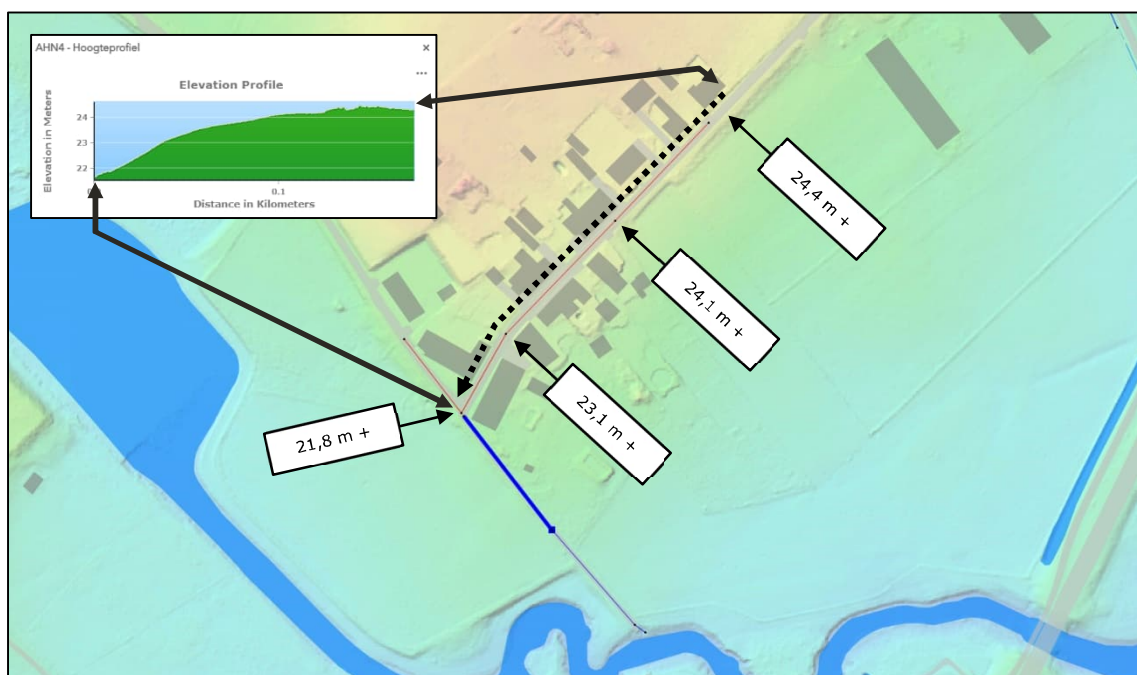 AHN4 - Hoogteprofiel
×
...
Elevation Profile
Elevation in Meters
24
23
22
0.1
Distance in Kilometers
24,4 m +
24,1 m +
23,1 m +
21,8 m +